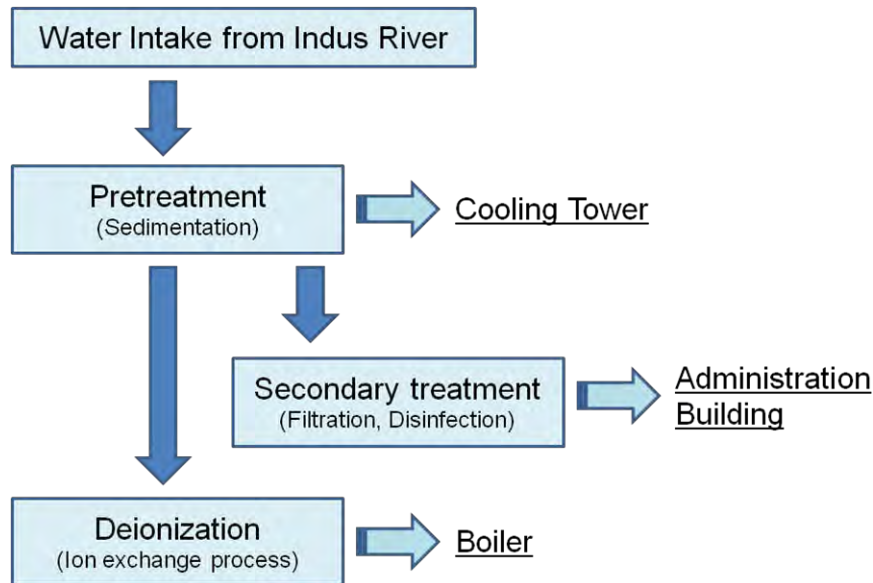 Water Intake from Indus River
Pretreatment
(Sedimentation)
Cooling Tower
Secondary treatment
(Filtration, Disinfection)
Administration
Building
Deionization
(Ion exchange process)
Boiler